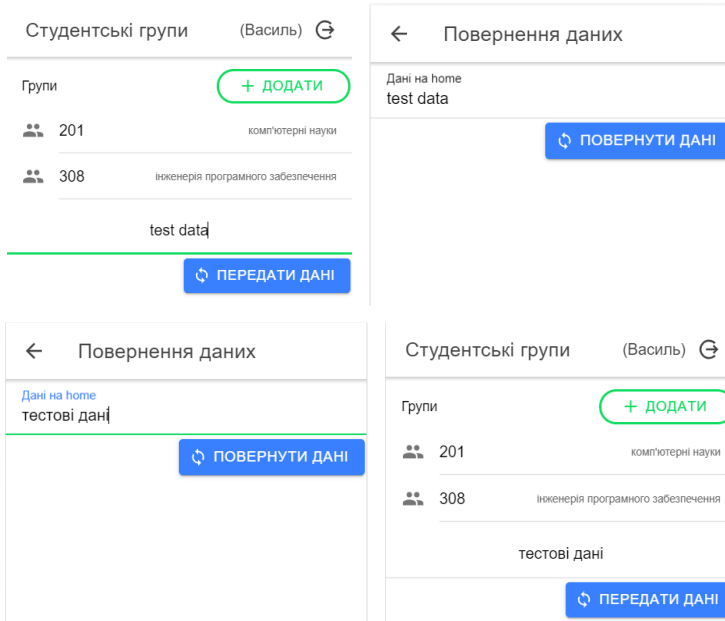 Студентські групи (Василь)
Групи + ДОДАТИ
201 комп'ютерні науки
308 інженерія програмного забезпечення
test data
ПЕРЕДАТИ ДАНІ
Повернення даних
Дані на home
test data
ПОВЕРНУТИ ДАНІ
Повернення даних
Дані на home
тестові дані
ПОВЕРНУТИ ДАНІ
Студентські групи (Василь)
Групи + ДОДАТИ
201 комп'ютерні науки
308 інженерія програмного забезпечення
тестові дані
ПЕРЕДАТИ ДАНІ